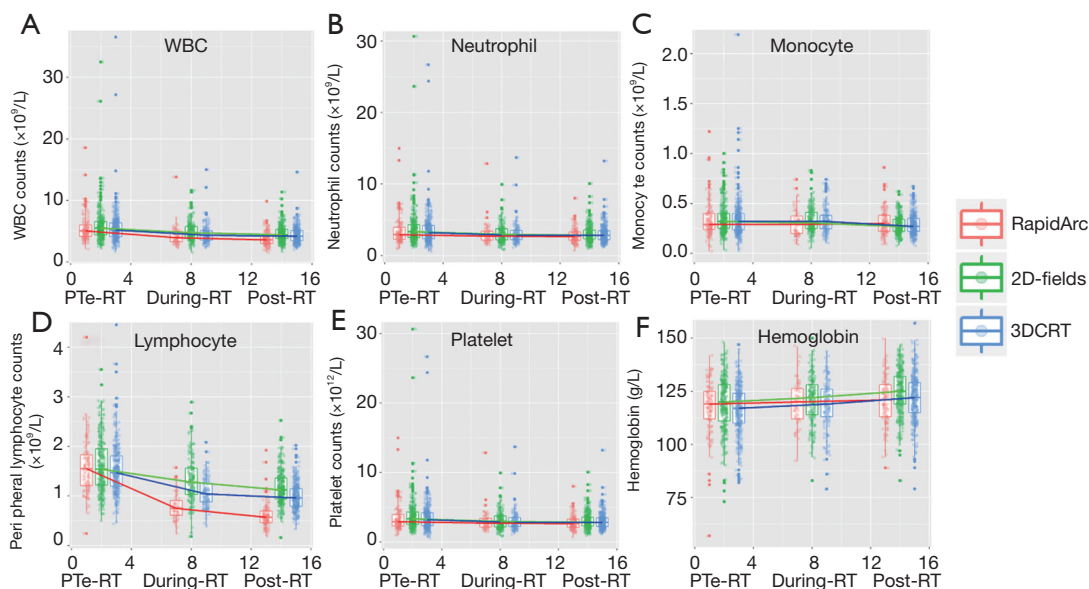 A
WBC
WBC counts (×10⁹/L)
30
20
10
0
0 4 8 12 16
PTe-RT During-RT Post-RT
B
Neutrophil
Neutrophil counts (×10⁹/L)
30
20
10
0
0 4 8 12 16
PTe-RT During-RT Post-RT
C
Monocyte
Monocy te counts (×10⁹/L)
2.0
1.5
1.0
0.5
0.0
0 4 8 12 16
PTe-RT During-RT Post-RT
RapidArc
2D-fields
3DCRT
D
Lymphocyte
Peri pheral lymphocyte counts
(×10⁹/L)
4
3
2
1
0
0 4 8 12 16
PTe-RT During-RT Post-RT
E
Platelet
Platelet counts (×10¹²/L)
30
20
10
0
0 4 8 12 16
PTe-RT During-RT Post-RT
F
Hemoglobin
Hemoglobin (g/L)
150
125
100
75
0 4 8 12 16
PTe-RT During-RT Post-RT